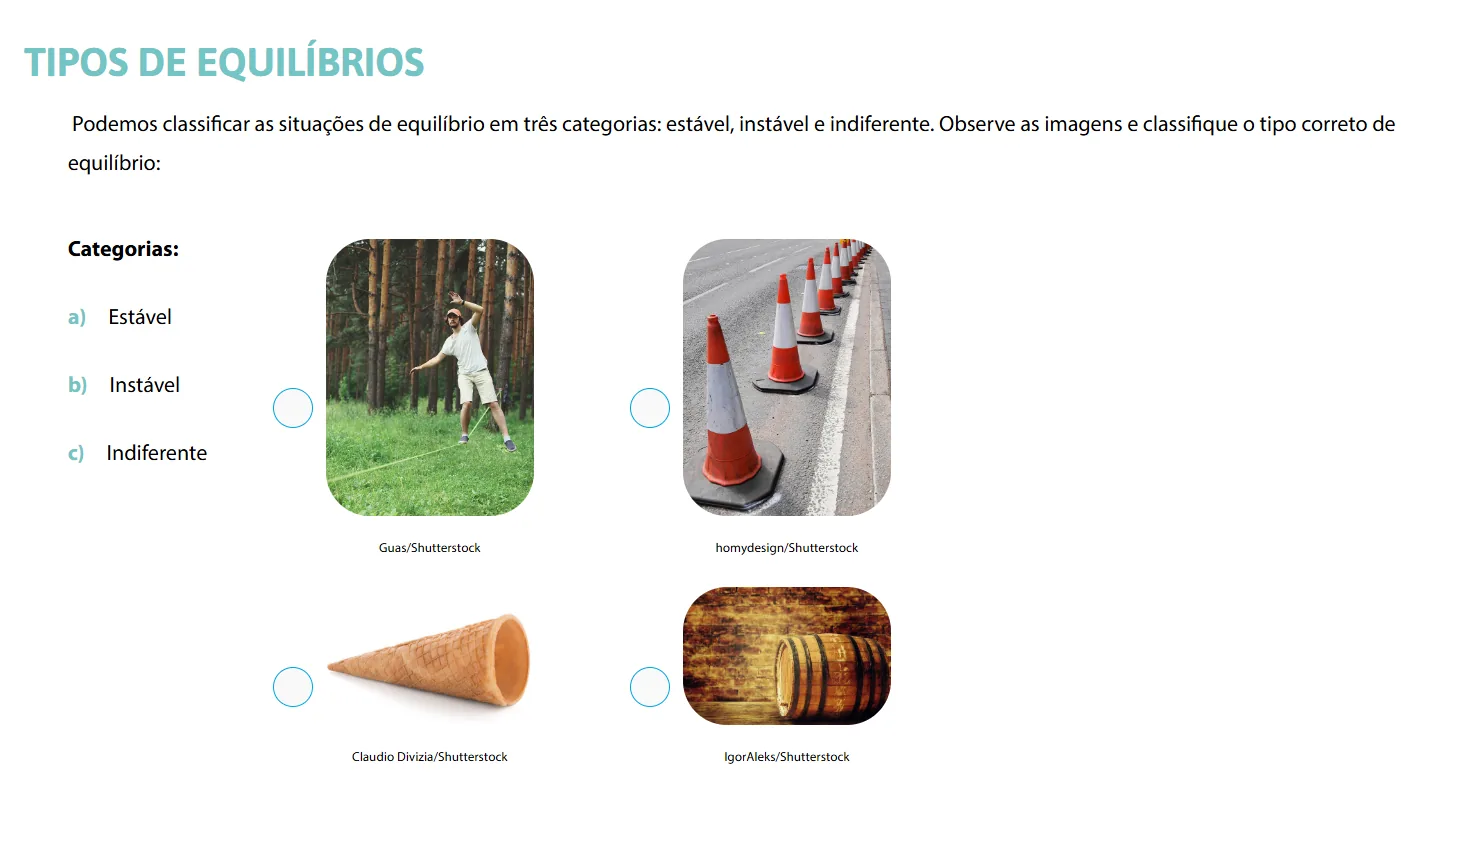 TIPOS DE EQUILÍBRIOS
Podemos classificar as situações de equilíbrio em três categorias: estável, instável e indiferente. Observe as imagens e classifique o tipo correto de
equilíbrio:
Categorias:
a) Estável
b) Instável
c) Indiferente
Guas/Shutterstock
homydesign/Shutterstock
Claudio Divizia/Shutterstock
IgorAleks/Shutterstock